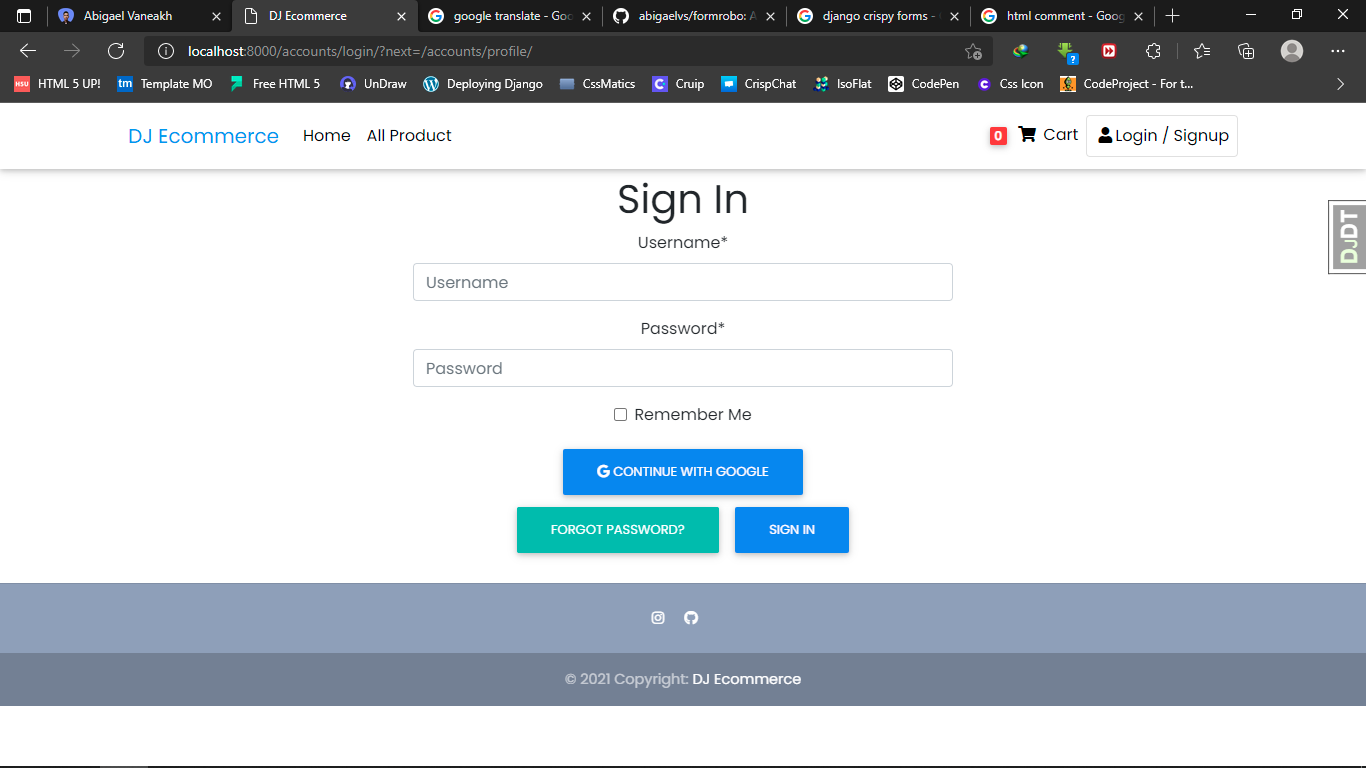 Abigael Vaneakh
DJ Ecommerce
google translate - Goo
abigaelvs/formrobo: A
django crispy forms -
html comment - Goog
localhost:8000/accounts/login/?next=/accounts/profile/
HTML 5 UP!
tm Template MO
Free HTML 5
UnDraw
Deploying Django
CssMatics
Cruip
CrispChat
IsoFlat
CodePen
Css Icon
CodeProject - For t...
DJ Ecommerce Home All Product
0 Cart Login / Signup
Sign In
DJDT
Username*
Username
Password*
Password
Remember Me
CONTINUE WITH GOOGLE
FORGOT PASSWORD? SIGN IN
© 2021 Copyright: DJ Ecommerce